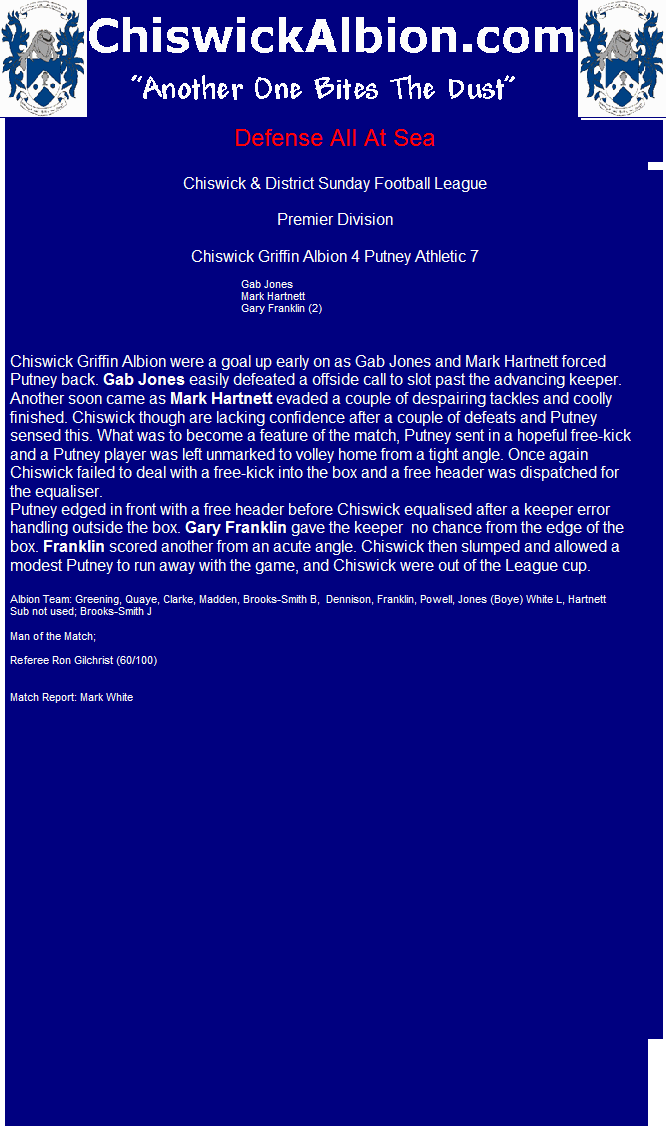 ChiswickAlbion.com
"Another One Bites The Dust"
Defense All At Sea
Chiswick & District Sunday Football League
Premier Division
Chiswick Griffin Albion 4 Putney Athletic 7
Gab Jones
Mark Hartnett
Gary Franklin (2)
Chiswick Griffin Albion were a goal up early on as Gab Jones and Mark Hartnett forced
Putney back. Gab Jones easily defeated a offside call to slot past the advancing keeper.
Another soon came as Mark Hartnett evaded a couple of despairing tackles and coolly
finished. Chiswick though are lacking confidence after a couple of defeats and Putney
sensed this. What was to become a feature of the match, Putney sent in a hopeful free-kick
and a Putney player was left unmarked to volley home from a tight angle. Once again
Chiswick failed to deal with a free-kick into the box and a free header was dispatched for
the equaliser.
Putney edged in front with a free header before Chiswick equalised after a keeper error
handling outside the box. Gary Franklin gave the keeper  no chance from the edge of the
box. Franklin scored another from an acute angle. Chiswick then slumped and allowed a
modest Putney to run away with the game, and Chiswick were out of the League cup.
Albion Team: Greening, Quaye, Clarke, Madden, Brooks-Smith B,  Dennison, Franklin, Powell, Jones (Boye) White L, Hartnett
Sub not used; Brooks-Smith J
Man of the Match;
Referee Ron Gilchrist (60/100)
Match Report: Mark White